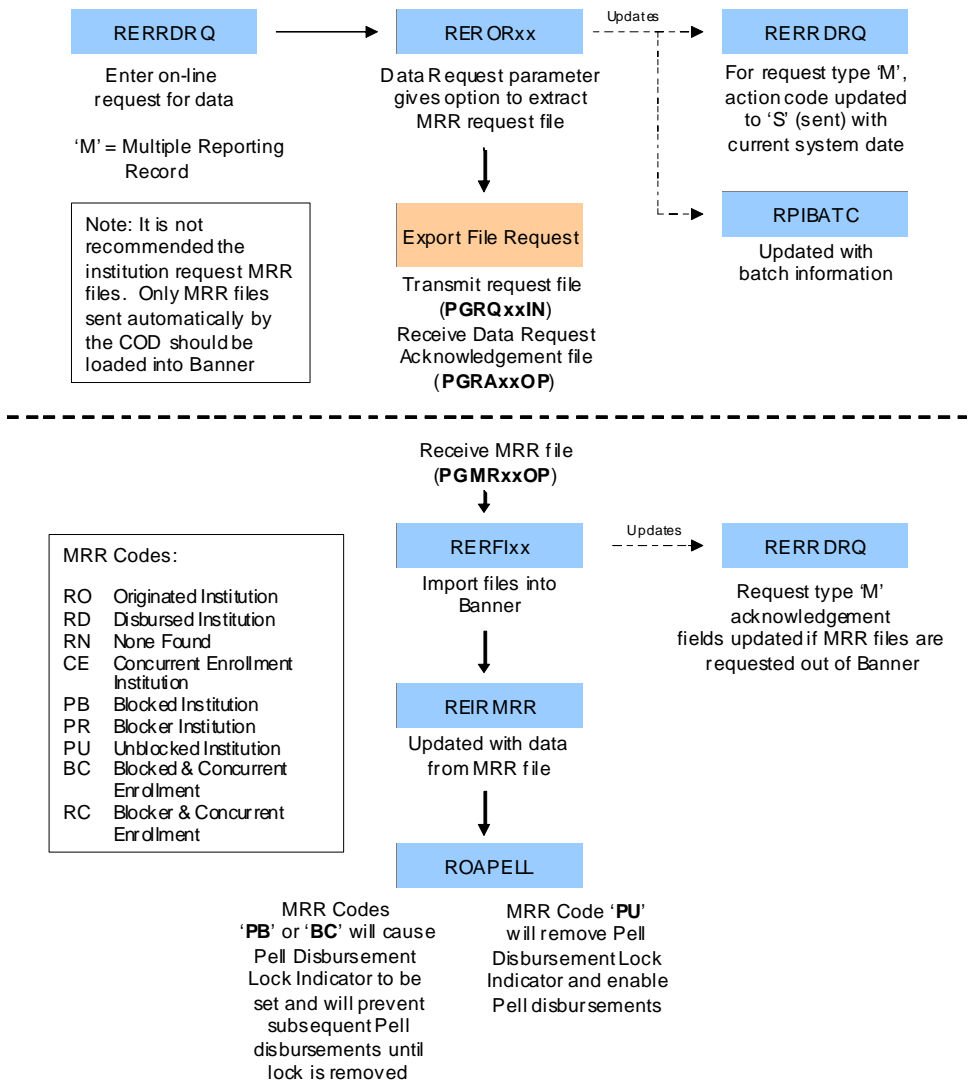 RERRDRQ
Enter on-line
request for data
‘M’ = Multiple Reporting
Record
Note: It is not
recommended the
institution request MRR
files. Only MRR files
sent automatically by
the COD should be
loaded into Banner
RERORxx
Data Request parameter
gives option to extract
MRR request file
Export File Request
Transmit request file
(PGRQxxIN)
Receive Data Request
Acknowledgement file
(PGRAxxOP)
Updates
RERRDRQ
For request type ‘M’,
action code updated
to ‘S’ (sent) with
current system date
RPIBATC
Updated with
batch information
Receive MRR file
(PGMRxxOP)
RERFIxx
Import files into
Banner
Updates
RERRDRQ
Request type ‘M’
acknowledgement
fields updated if MRR files are
requested out of Banner
MRR Codes:
RO Originated Institution
RD Disbursed Institution
RN None Found
CE Concurrent Enrollment
Institution
PB Blocked Institution
PR Blocker Institution
PU Unblocked Institution
BC Blocked & Concurrent
Enrollment
RC Blocker & Concurrent
Enrollment
REIRMRR
Updated with data
from MRR file
ROAPELL
MRR Codes
‘PB’ or ‘BC’ will cause
Pell Disbursement
Lock Indicator to be
set and will prevent
subsequent Pell
disbursements until
lock is removed
MRR Code ‘PU’
will remove Pell
Disbursement Lock
Indicator and enable
Pell disbursements